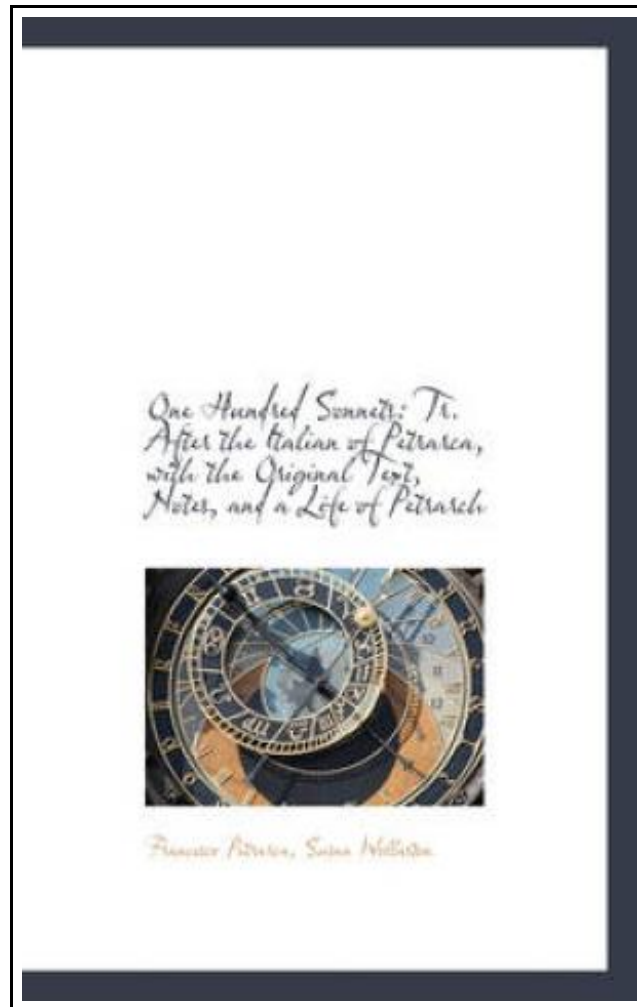 One Hundred Sonnets: Tr.
After the Italian of Petrarca,
with the Original Text,
Notes, and a Life of Petrarch
Francesco Petrarca, Susan Wollaston